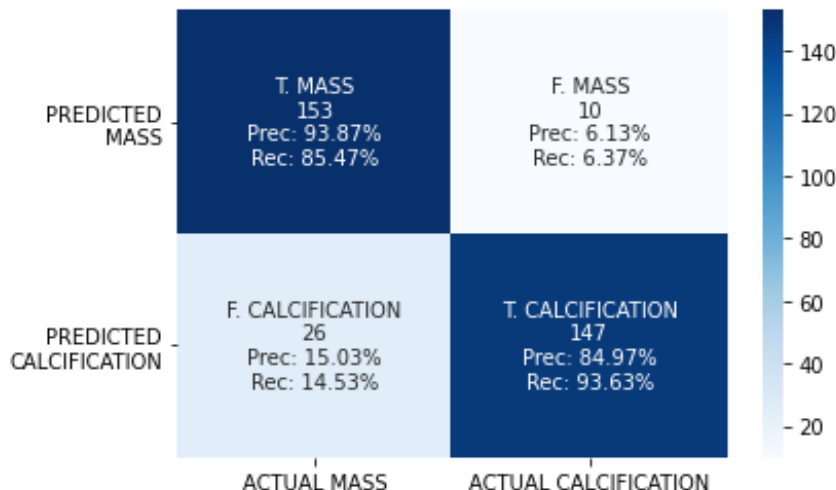 T. MASS
153
Prec: 93.87%
Rec: 85.47%
F. MASS
10
Prec: 6.13%
Rec: 6.37%
PREDICTED
MASS
F. CALCIFICATION
26
Prec: 15.03%
Rec: 14.53%
T. CALCIFICATION
147
Prec: 84.97%
Rec: 93.63%
PREDICTED
CALCIFICATION
ACTUAL MASS
ACTUAL CALCIFICATION
140
120
100
80
60
40
20